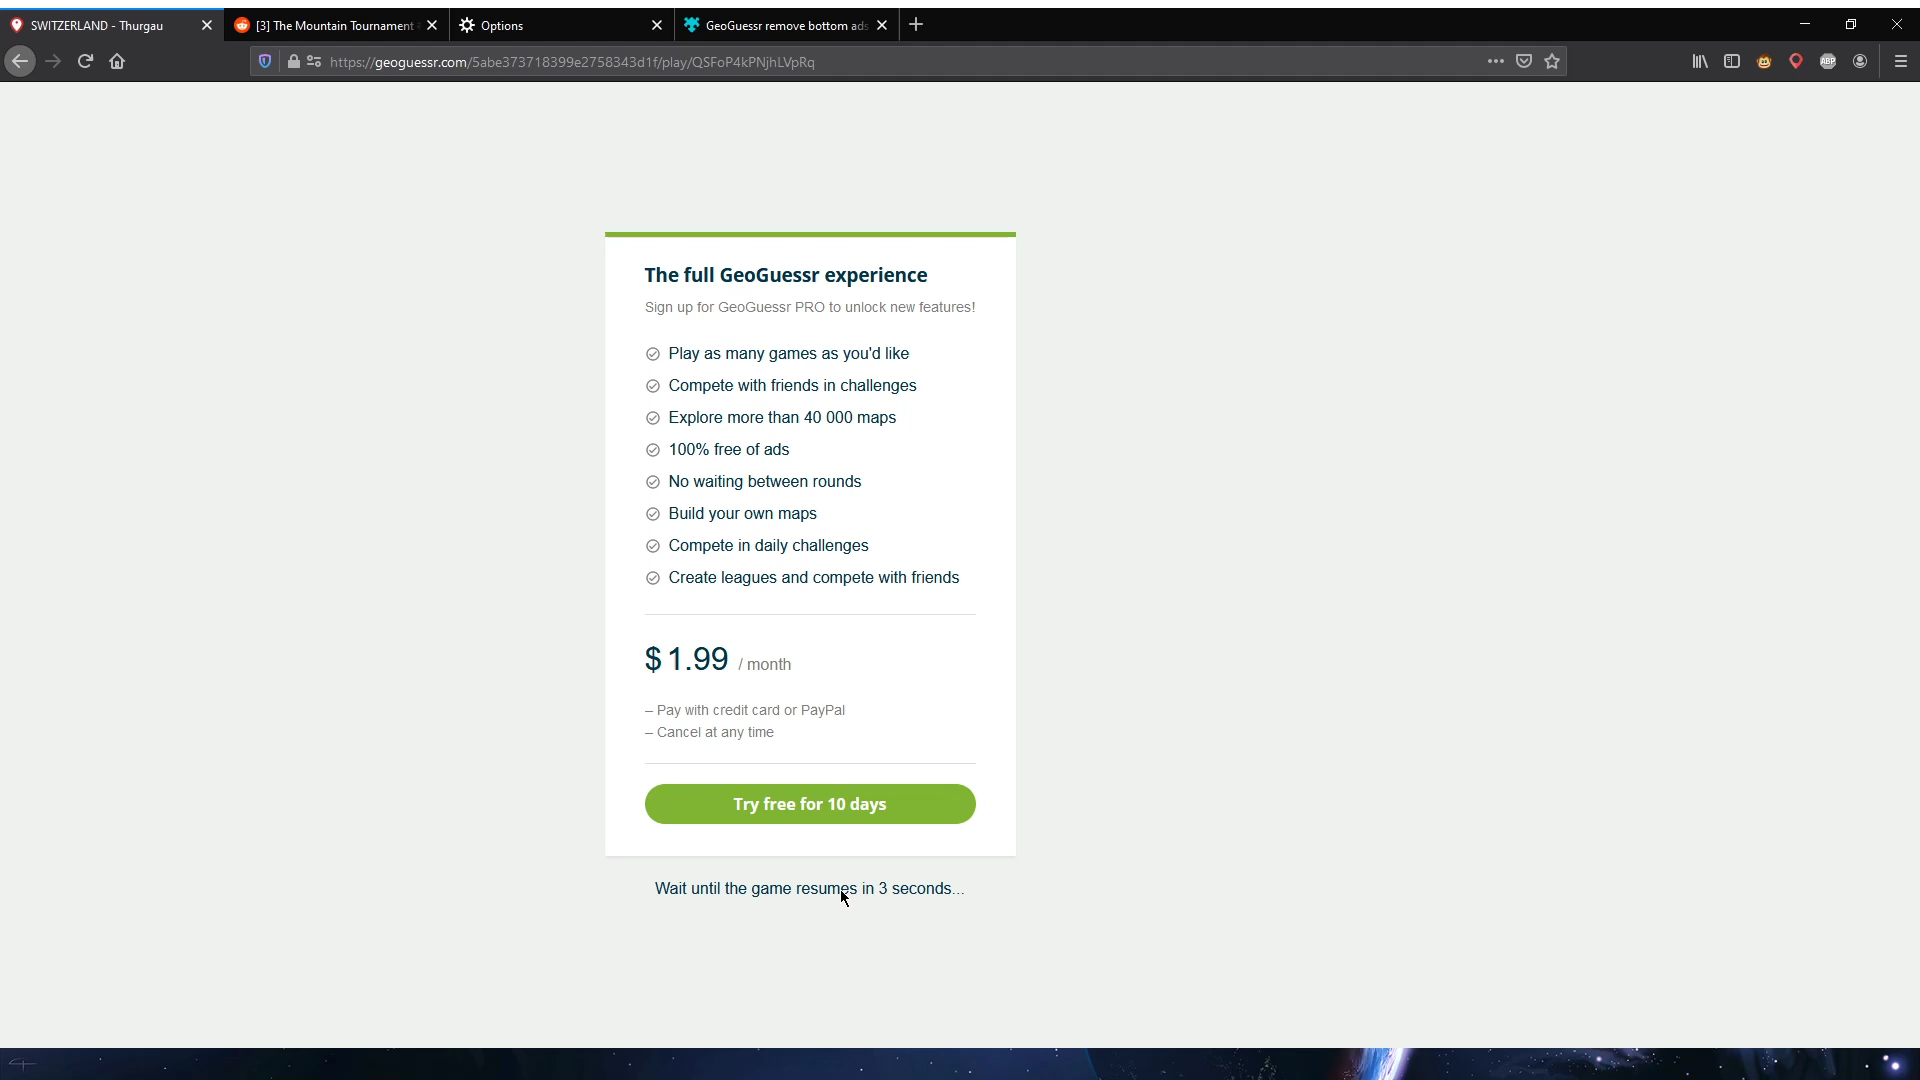 SWITZERLAND - Thurgau
[3] The Mountain Tournament
Options
GeoGuessr remove bottom ads
https://geoguessr.com/5abe373718399e2758343d1f/play/QSFoP4kPNjhLVpRq
ABP
The full GeoGuessr experience
Sign up for GeoGuessr PRO to unlock new features!
Play as many games as you'd like
Compete with friends in challenges
Explore more than 40 000 maps
100% free of ads
No waiting between rounds
Build your own maps
Compete in daily challenges
Create leagues and compete with friends
$ 1.99 / month
– Pay with credit card or PayPal
– Cancel at any time
Try free for 10 days
Wait until the game resumes in 3 seconds...